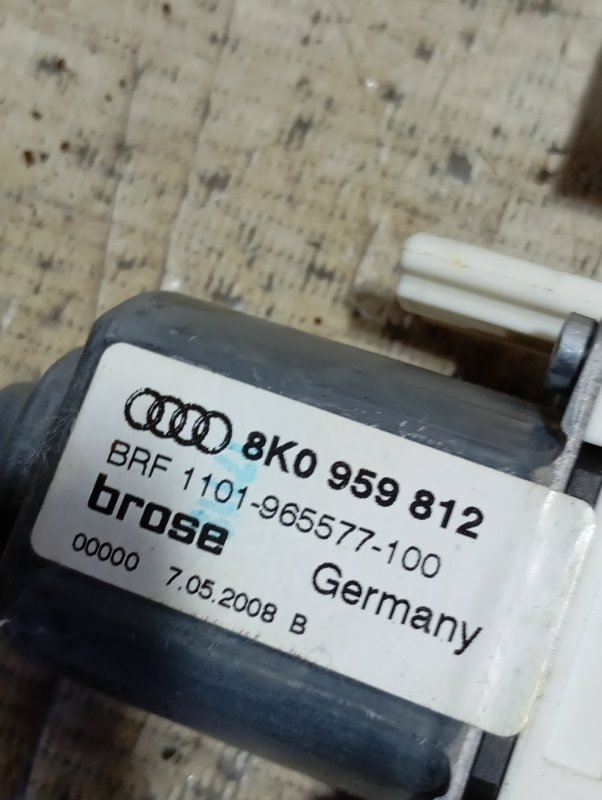 8K0 959 812
BRF 1101-965577-100
brose
Germany
00000 7.05.2008 B